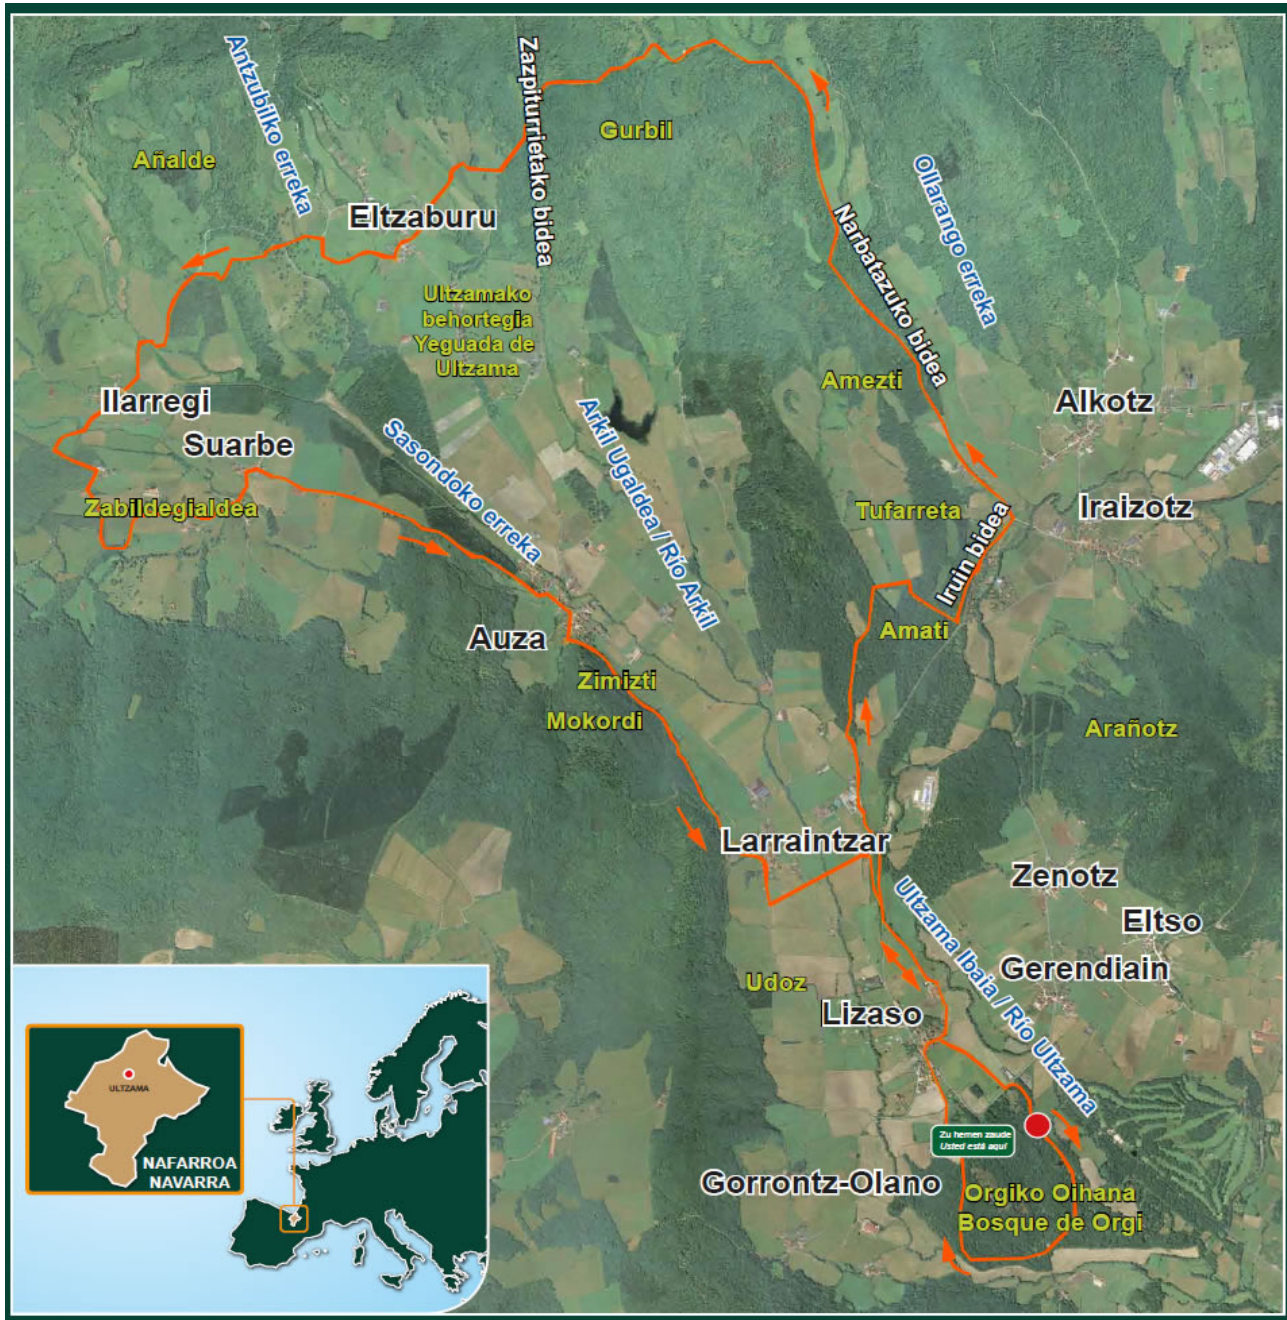 Antzubilko erreka
Zazpiturrietako bidea
Gurbil
Añalde
Eltzaburu
Ollarango erreka
Narbatazuko bidea
Ultzamako
behortegia
Yeguada de
Ultzama
Amezti
Alkotz
Ilarregi
Suarbe
Sasondoko erreka
Arkil Ugaldea / Río Arkil
Zabildegialdea
Tufarreta
Iraizotz
Iruin bidea
Auza
Amati
Zimizti
Mokordi
Arañotz
Larraintzar
Zenotz
Eltso
Ultzama Ibaia / Río Ultzama
Gerendiain
Udoz
Lizaso
Zu hemen zaude
Usted está aquí
Gorrontz-Olano
Orgiko Oihana
Bosque de Orgi
ULTZAMA
NAFARROA
NAVARRA